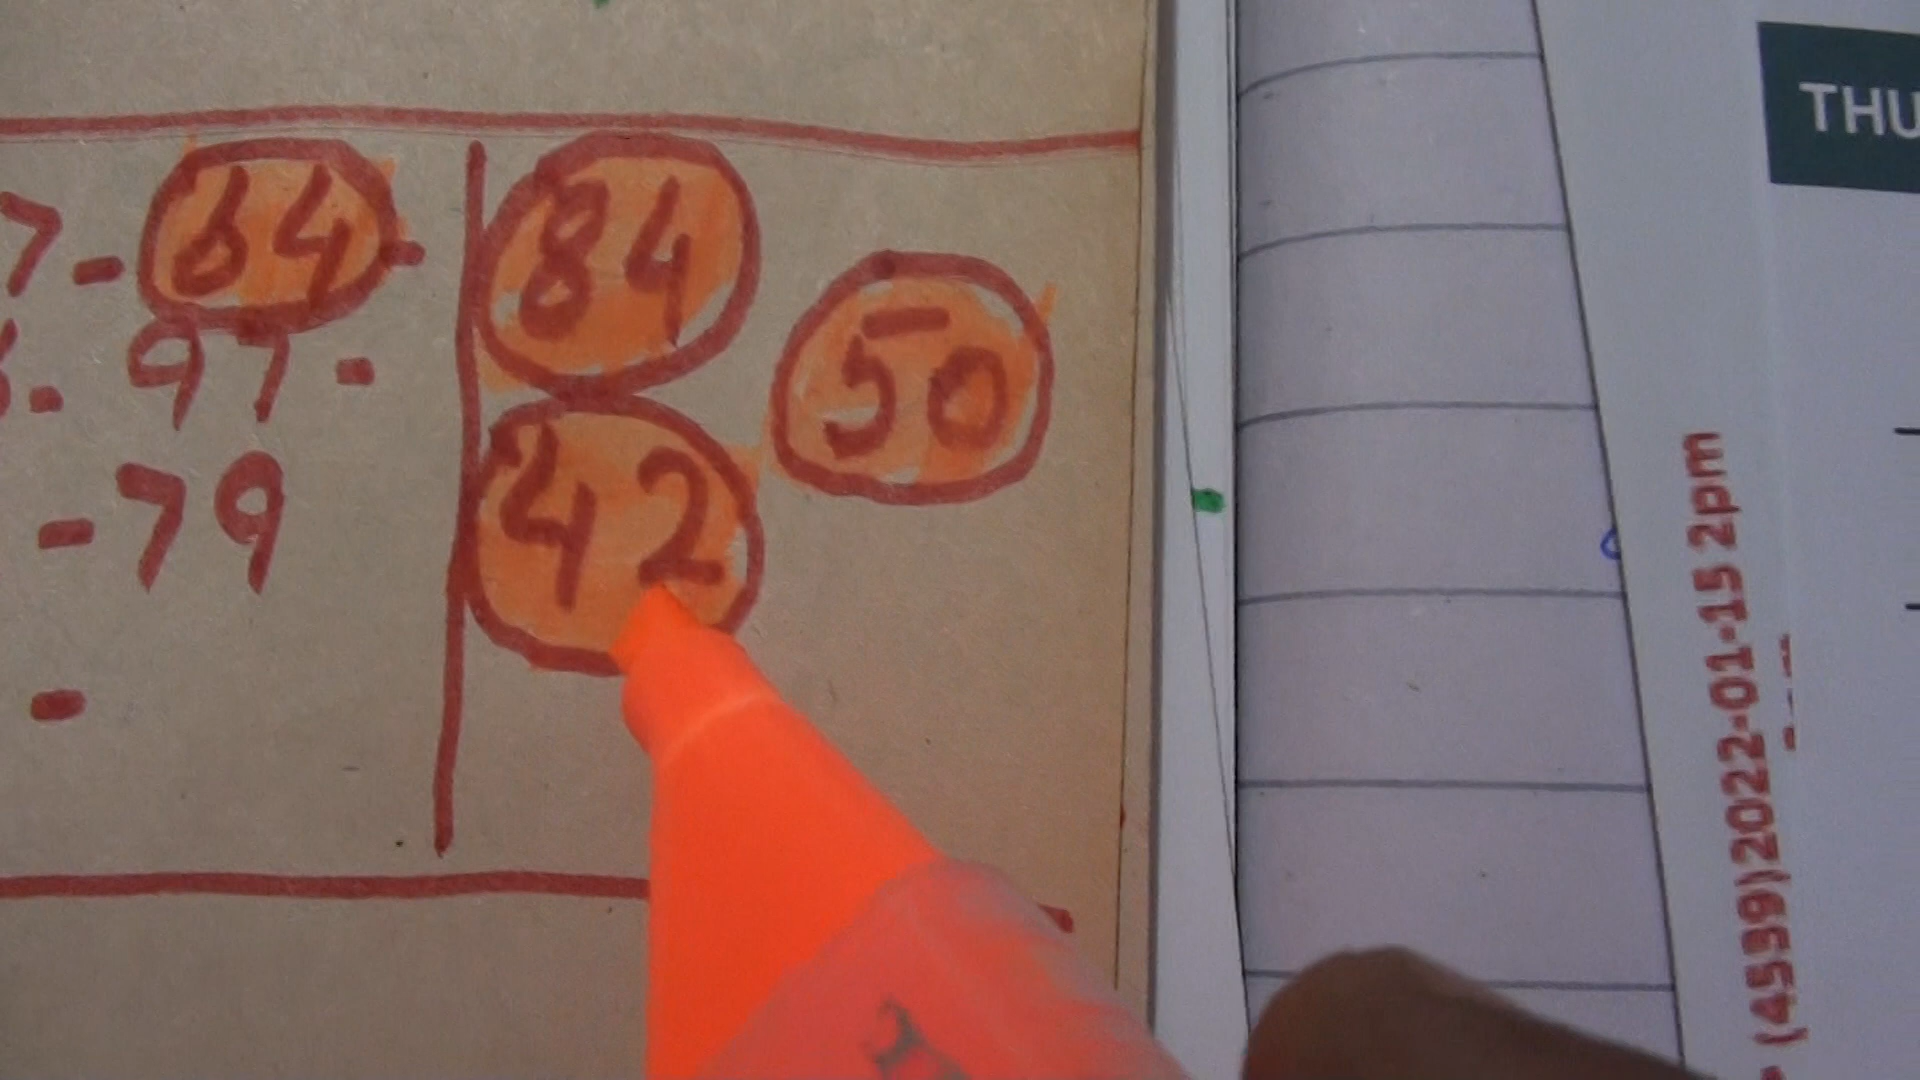 7 - 64 - 84
- 97 - 50
- 79 42
-
THU
(4539)2022-01-15 2pm